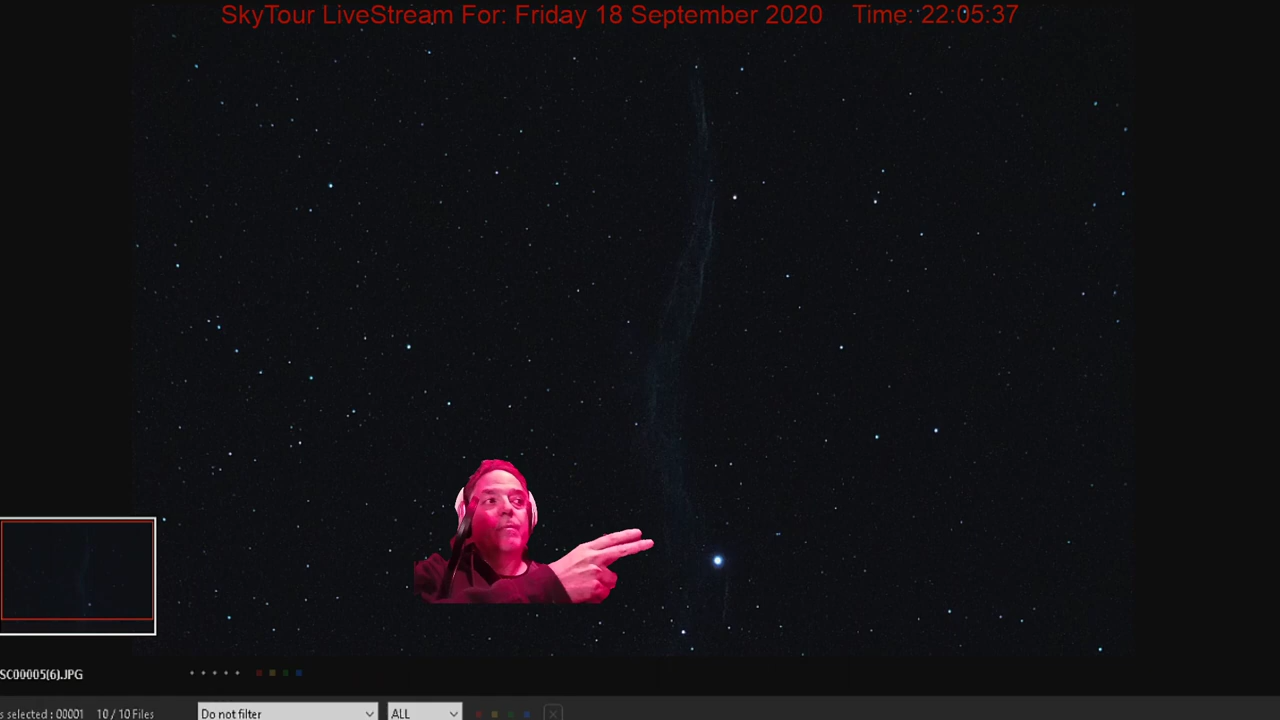 SkyTour LiveStream For: Friday 18 September 2020 Time: 22:05:37
SC00005(6).JPG
s selected : 00001 10 / 10 Files Do not filter ALL